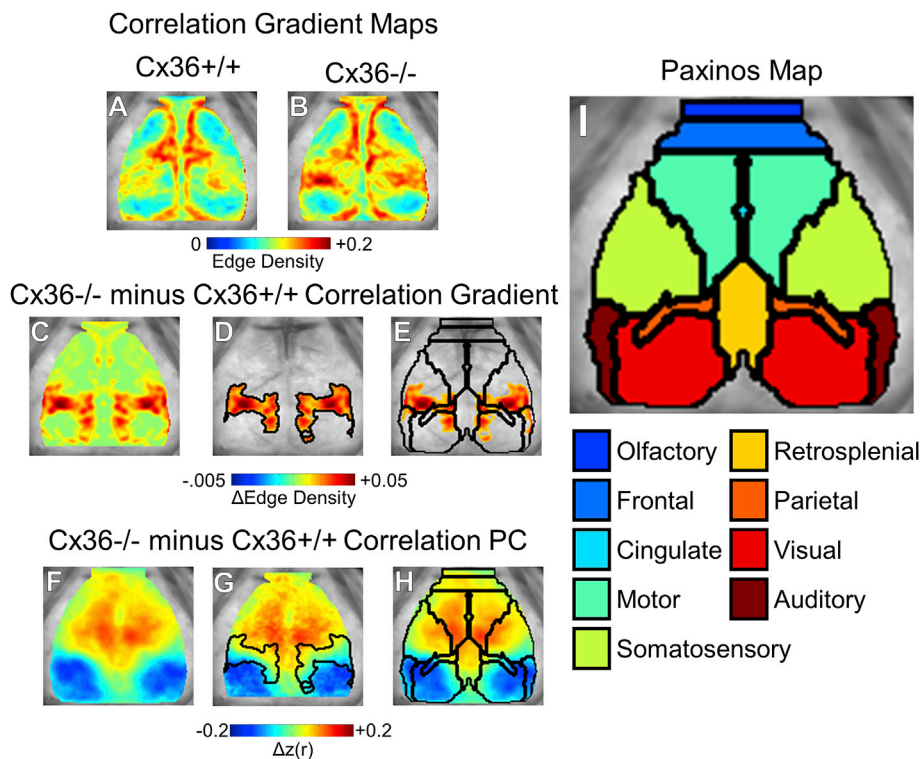 Correlation Gradient Maps
Cx36+/+
Cx36-/-
A
B
0
+0.2
Edge Density
Cx36-/- minus Cx36+/+ Correlation Gradient
C
D
E
-.005
+0.05
ΔEdge Density
Cx36-/- minus Cx36+/+ Correlation PC
F
G
H
-0.2
+0.2
Δz(r)
Paxinos Map
I
Olfactory
Retrosplenial
Frontal
Parietal
Cingulate
Visual
Motor
Auditory
Somatosensory